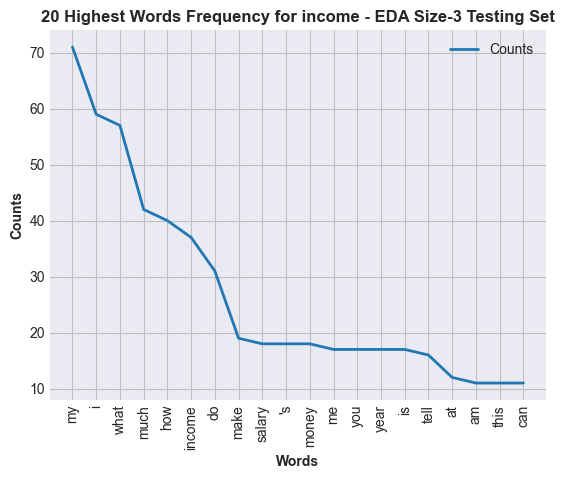 20 Highest Words Frequency for income - EDA Size-3 Testing Set
Counts
70
60
50
40
30
20
10
Counts
my
i
what
much
how
income
do
make
salary
's
money
me
you
year
is
tell
at
am
this
can
Words